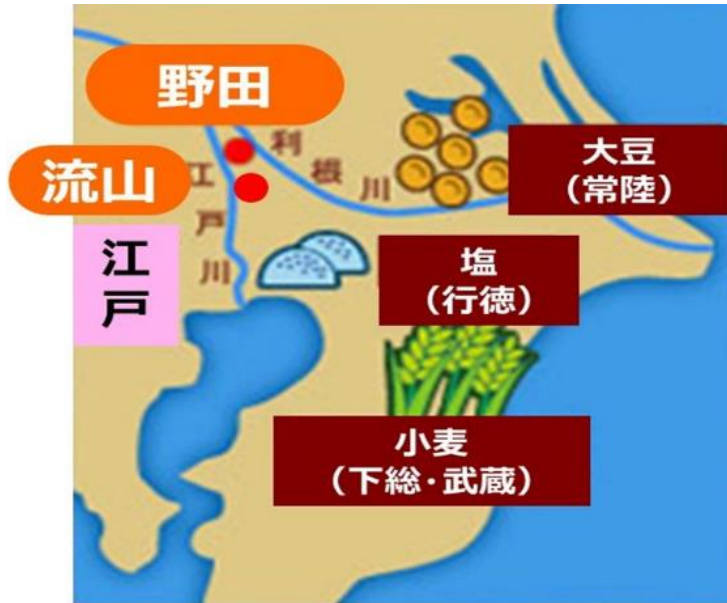 野田
流山
利根川
江戸川
江戸
大豆
（常陸）
塩
（行徳）
小麦
（下総･武蔵）